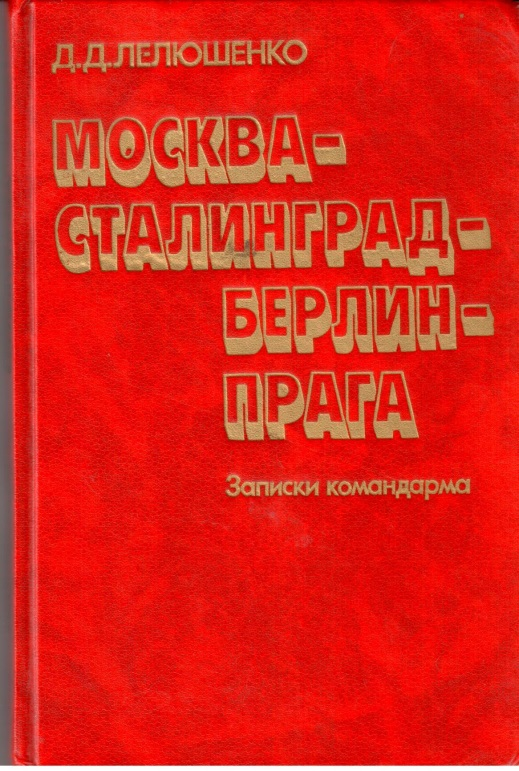 Д.Д.ЛЕЛЮШЕНКО
МОСКВА-
СТАЛИНГРАД-
БЕРЛИН-
ПРАГА
Записки командарма